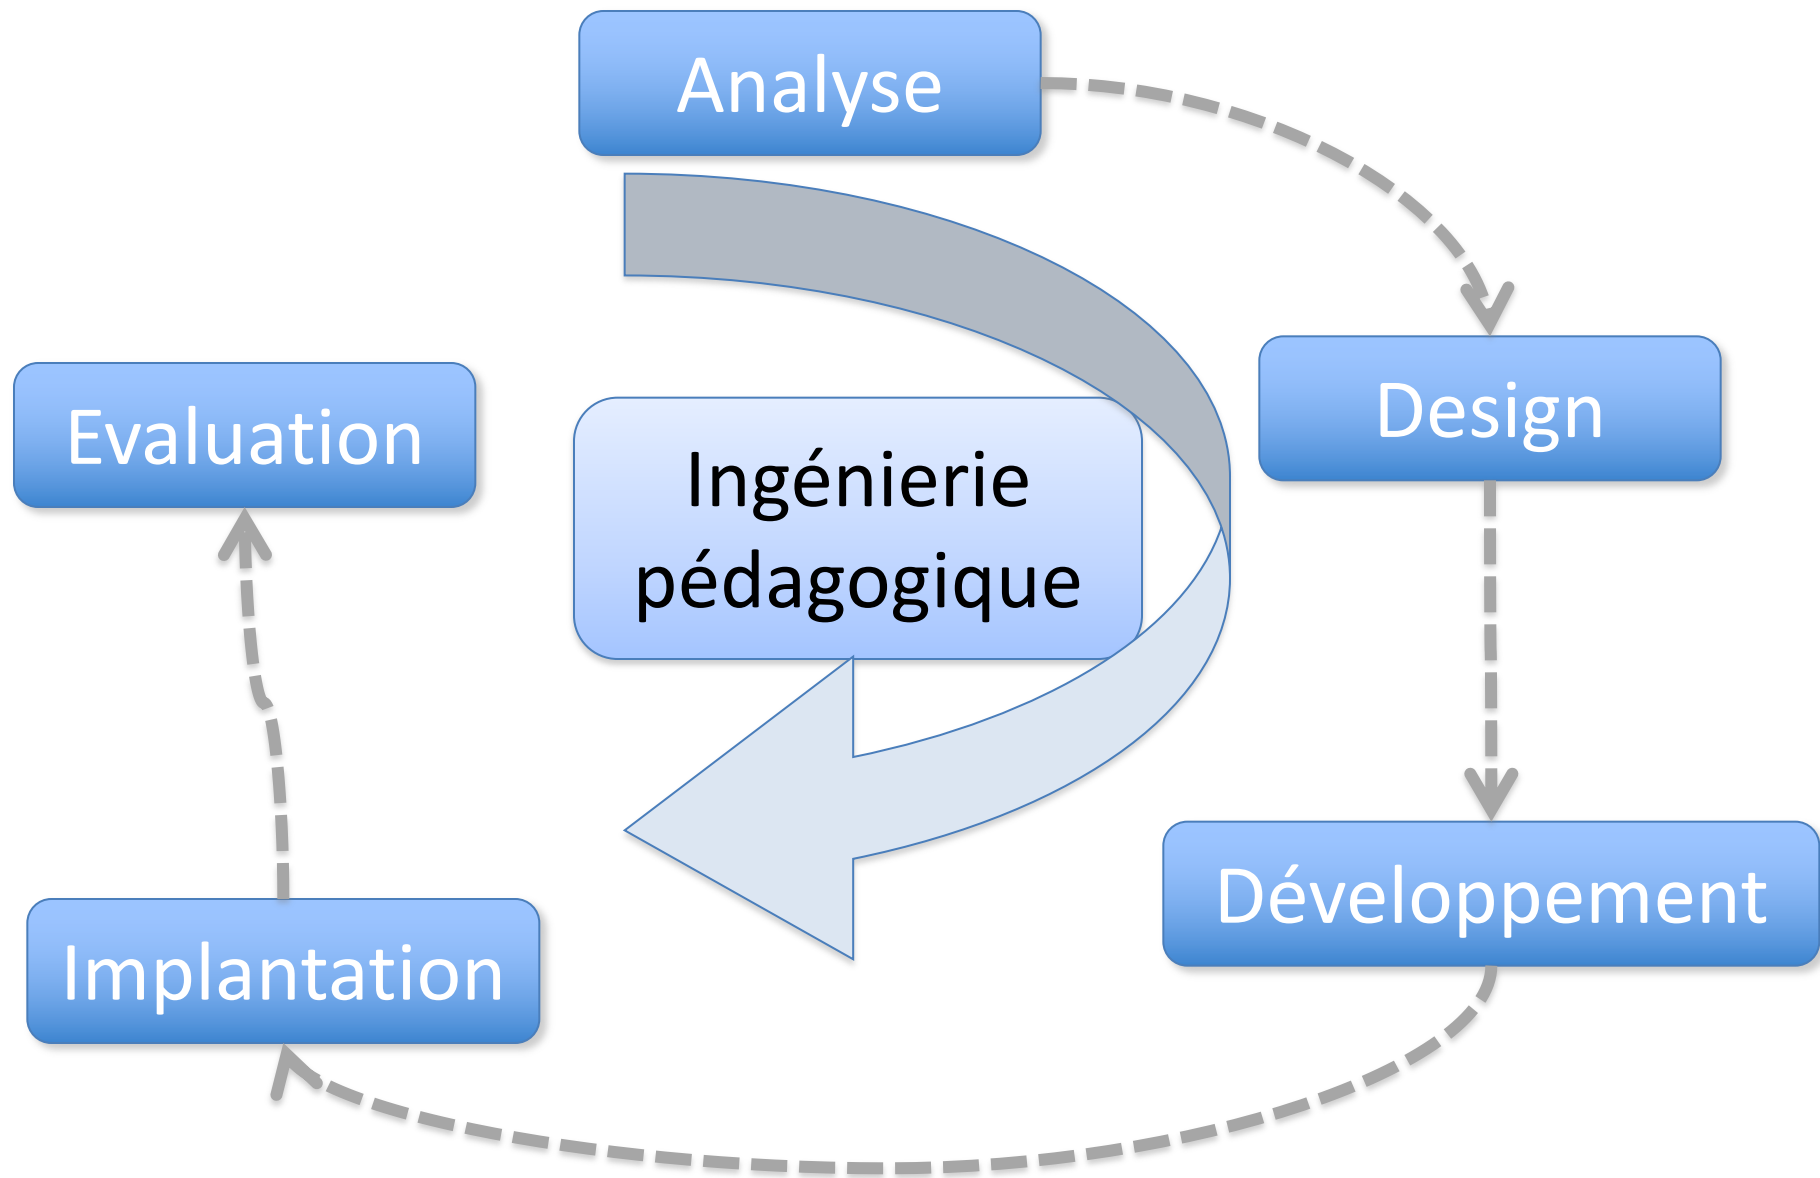 Analyse
Design
Evaluation
Ingénierie
pédagogique
Développement
Implantation